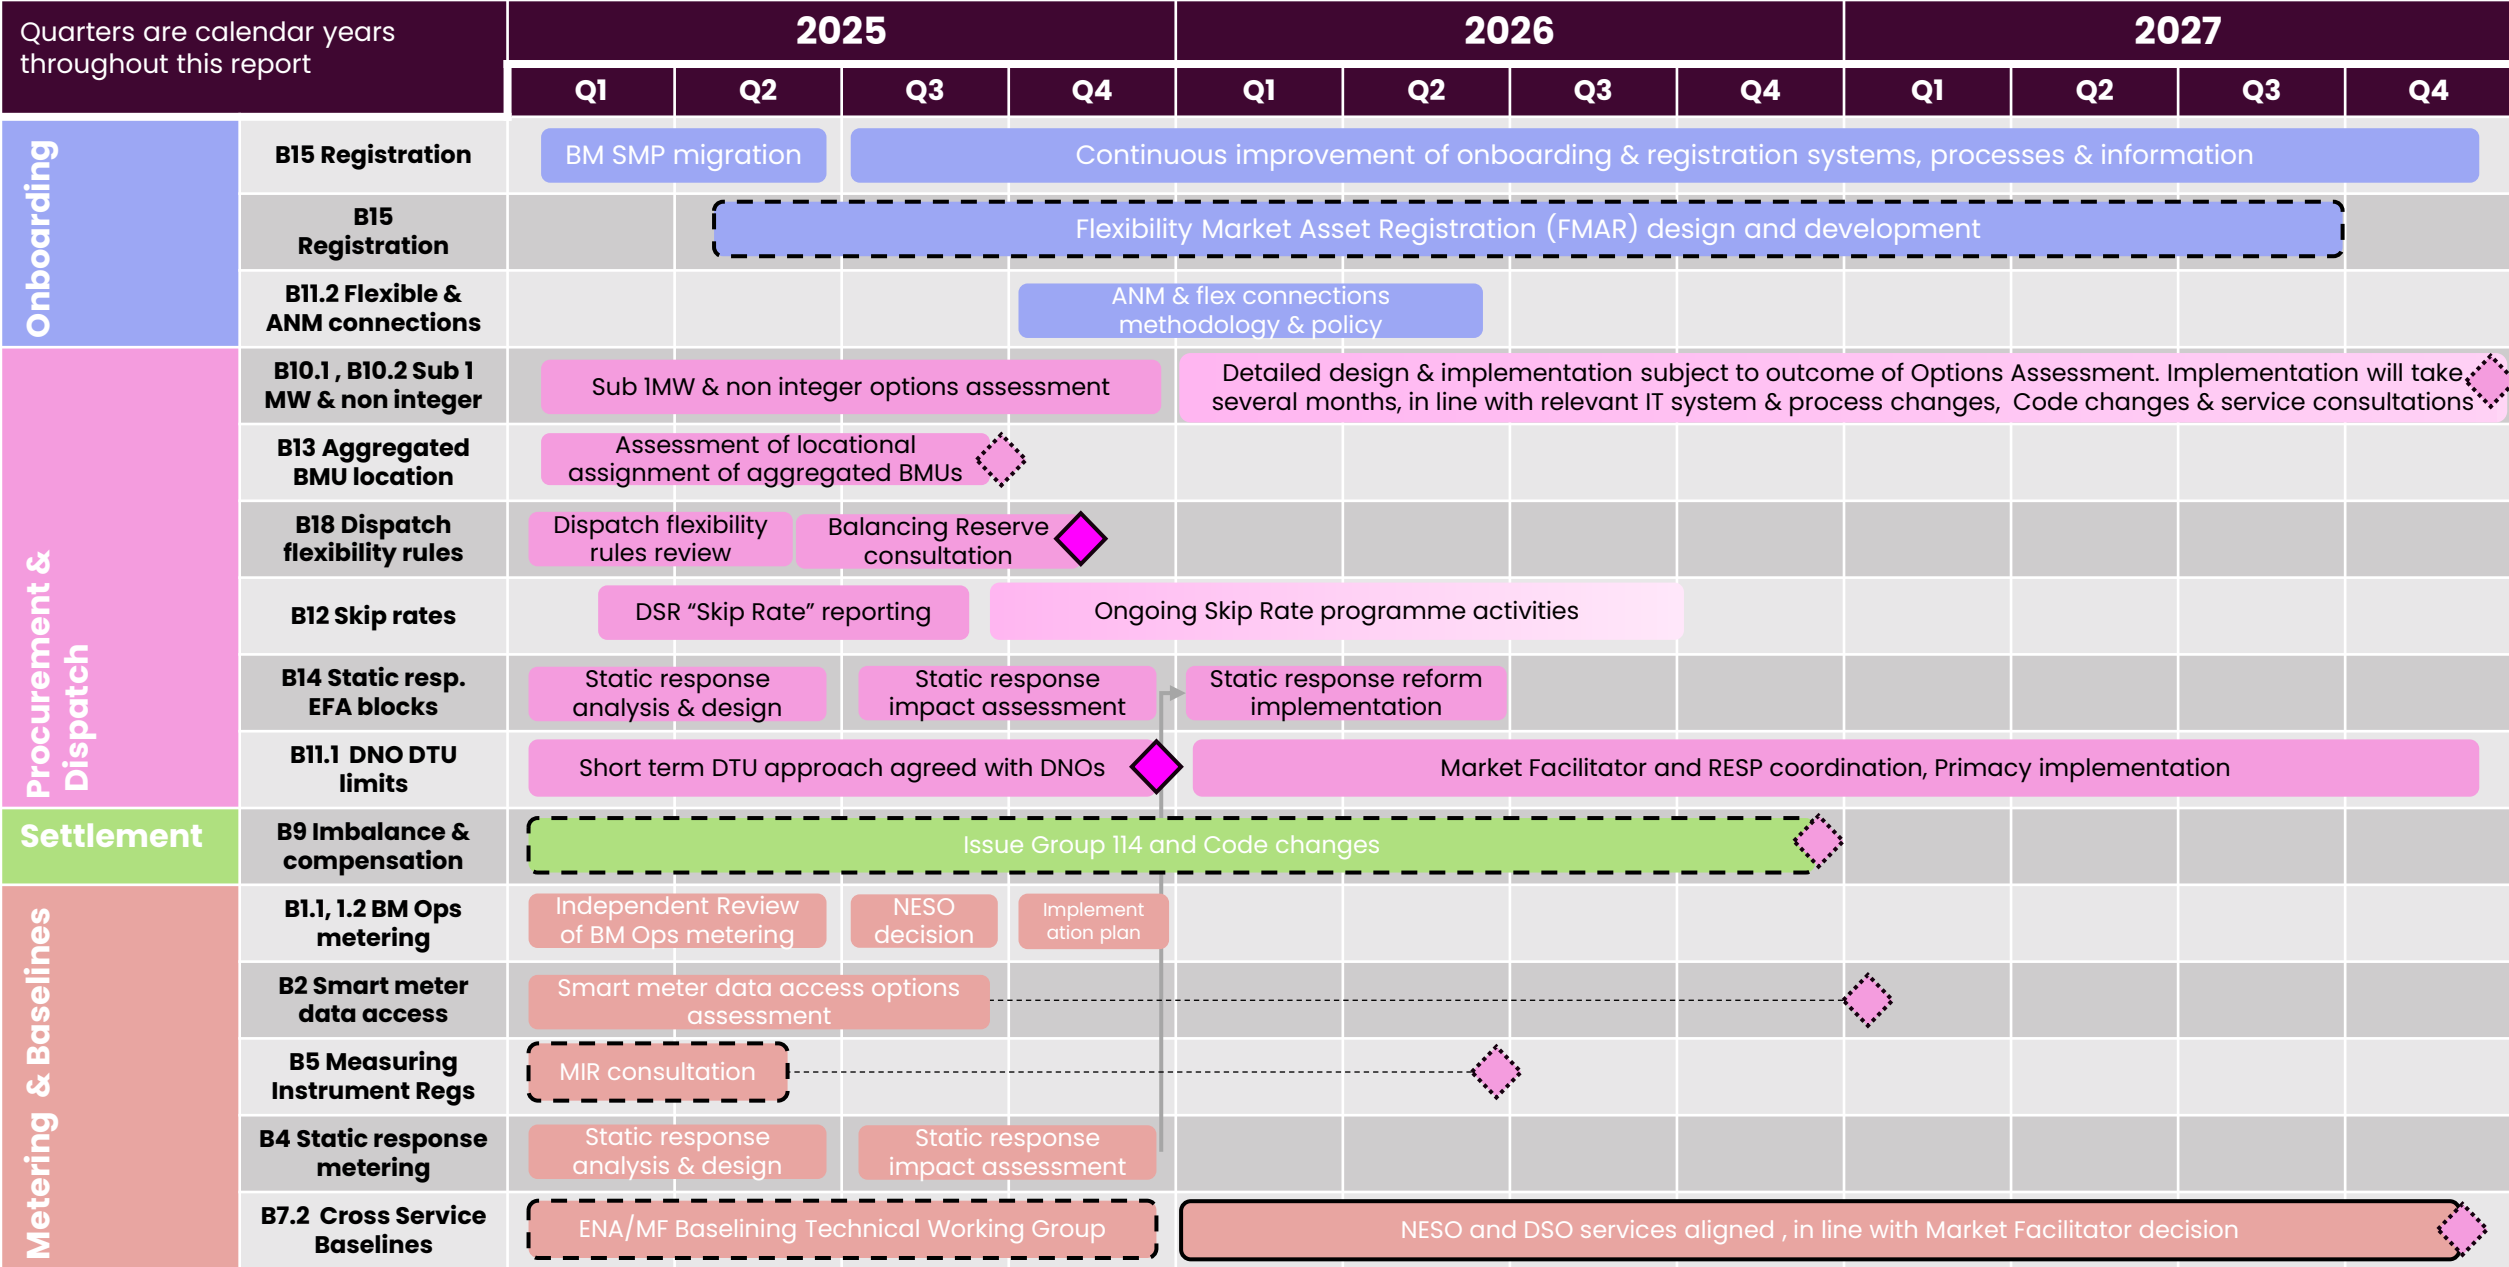 Quarters are calendar years
throughout this report
2025
2026
2027
Q1
Q2
Q3
Q4
Q1
Q2
Q3
Q4
Q1
Q2
Q3
Q4
Onboarding
B15 Registration
BM SMP migration
Continuous improvement of onboarding & registration systems, processes & information
B15
Registration
Flexibility Market Asset Registration (FMAR) design and development
B11.2 Flexible &
ANM connections
ANM & flex connections
methodology & policy
Procurement &
Dispatch
B10.1 , B10.2 Sub 1
MW & non integer
Sub 1MW & non integer options assessment
Detailed design & implementation subject to outcome of Options Assessment. Implementation will take
several months, in line with relevant IT system & process changes, Code changes & service consultations
B13 Aggregated
BMU location
Assessment of locational
assignment of aggregated BMUs
B18 Dispatch
flexibility rules
Dispatch flexibility
rules review
Balancing Reserve
consultation
B12 Skip rates
DSR “Skip Rate” reporting
Ongoing Skip Rate programme activities
B14 Static resp.
EFA blocks
Static response
analysis & design
Static response
impact assessment
Static response reform
implementation
B11.1 DNO DTU
limits
Short term DTU approach agreed with DNOs
Market Facilitator and RESP coordination, Primacy implementation
Settlement
B9 Imbalance &
compensation
Issue Group 114 and Code changes
Metering & Baselines
B1.1, 1.2 BM Ops
metering
Independent Review
of BM Ops metering
NESO
decision
Implement
ation plan
B2 Smart meter
data access
Smart meter data access options
assessment
B5 Measuring
Instrument Regs
MIR consultation
B4 Static response
metering
Static response
analysis & design
Static response
impact assessment
B7.2 Cross Service
Baselines
ENA/MF Baselining Technical Working Group
NESO and DSO services aligned , in line with Market Facilitator decision